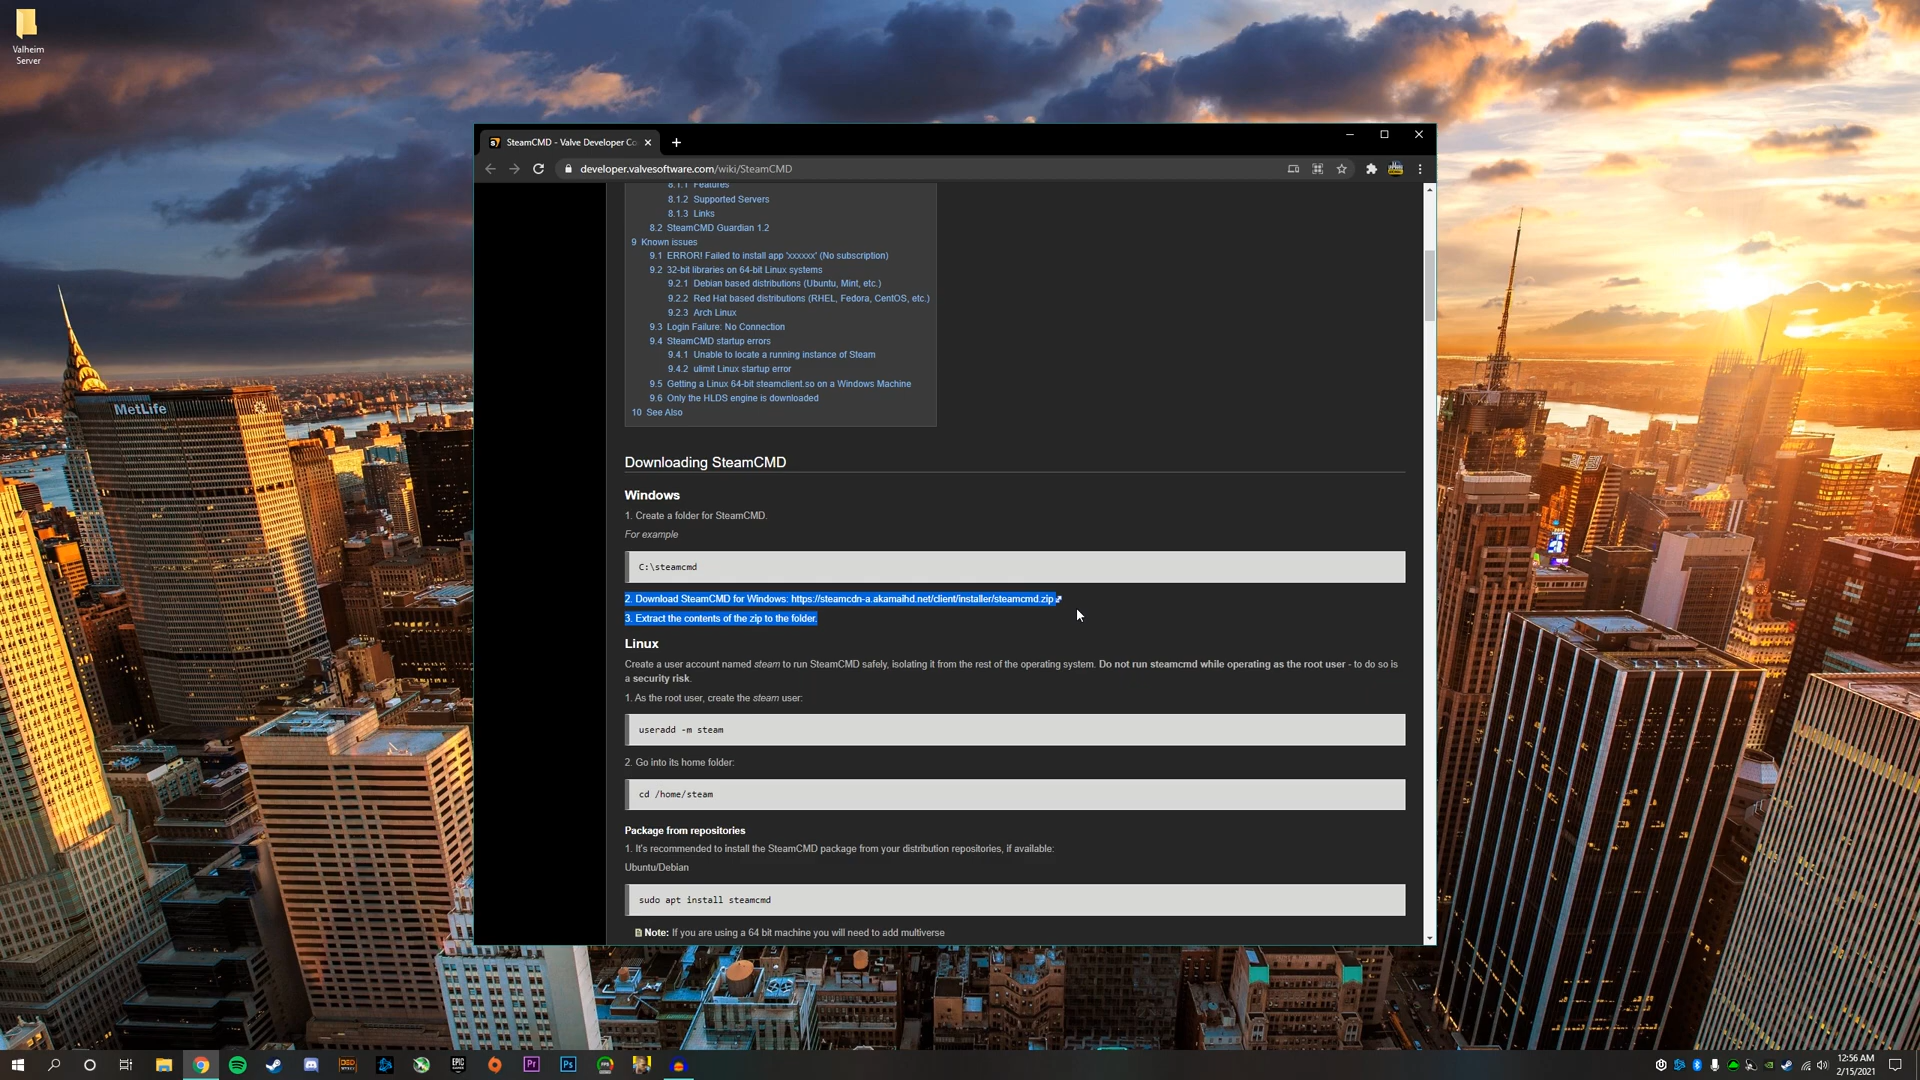 Valheim
Server
MetLife
SteamCMD - Valve Developer Co
developer.valvesoftware.com/wiki/SteamCMD
8.1.1 Features
8.1.2 Supported Servers
8.1.3 Links
8.2 SteamCMD Guardian 1.2
9 Known issues
9.1 ERROR! Failed to install app 'xxxxxx' (No subscription)
9.2 32-bit libraries on 64-bit Linux systems
9.2.1 Debian based distributions (Ubuntu, Mint, etc.)
9.2.2 Red Hat based distributions (RHEL, Fedora, CentOS, etc.)
9.2.3 Arch Linux
9.3 Login Failure: No Connection
9.4 SteamCMD startup errors
9.4.1 Unable to locate a running instance of Steam
9.4.2 ulimit Linux startup error
9.5 Getting a Linux 64-bit steamclient.so on a Windows Machine
9.6 Only the HLDS engine is downloaded
10 See Also
Downloading SteamCMD
Windows
1. Create a folder for SteamCMD.
For example
C:\steamcmd
2. Download SteamCMD for Windows: https://steamcdn-a.akamaihd.net/client/installer/steamcmd.zip
3. Extract the contents of the zip to the folder.
Linux
Create a user account named steam to run SteamCMD safely, isolating it from the rest of the operating system. Do not run steamcmd while operating as the root user - to do so is
a security risk.
1. As the root user, create the steam user:
useradd -m steam
2. Go into its home folder:
cd /home/steam
Package from repositories
1. It's recommended to install the SteamCMD package from your distribution repositories, if available:
Ubuntu/Debian
sudo apt install steamcmd
Note: If you are using a 64 bit machine you will need to add multiverse
EPIC
Pr
Ps
12:56 AM
2/15/2021